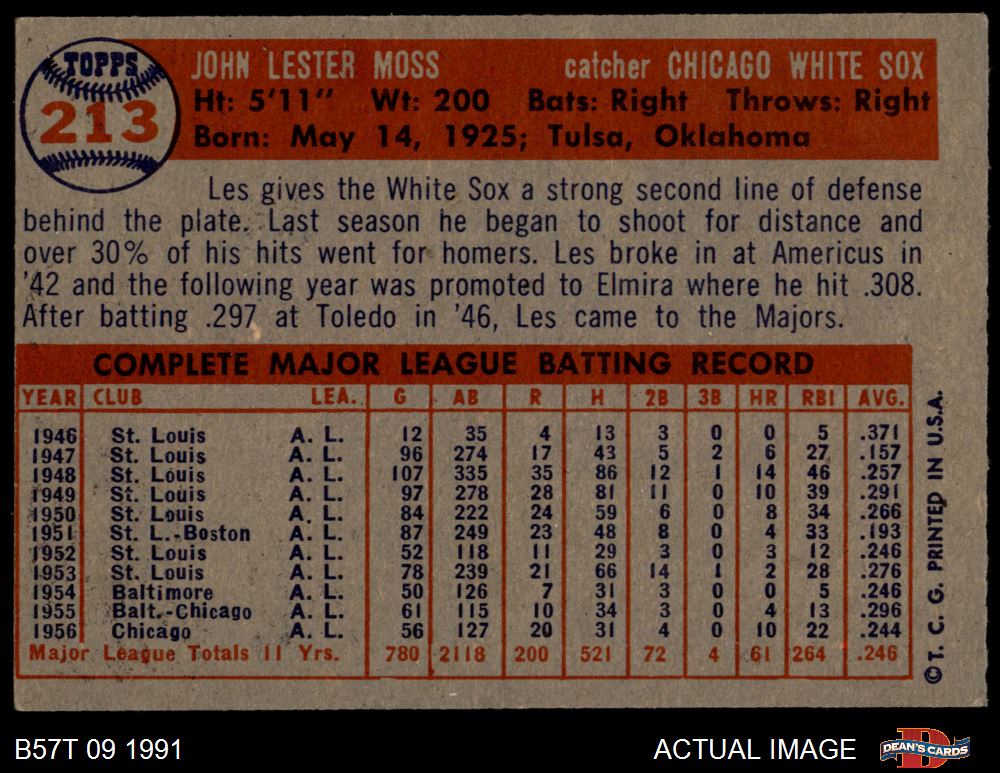 TOPPS
213
JOHN LESTER MOSS catcher CHICAGO WHITE SOX
Ht: 5'11" Wt: 200 Bats: Right Throws: Right
Born: May 14, 1925; Tulsa, Oklahoma
Les gives the White Sox a strong second line of defense
behind the plate. Last season he began to shoot for distance and
over 30% of his hits went for homers. Les broke in at Americus in
'42 and the following year was promoted to Elmira where he hit .308.
After batting .297 at Toledo in '46, Les came to the Majors.
COMPLETE MAJOR LEAGUE BATTING RECORD
YEAR CLUB LEA. G AB R H 2B 3B HR RBI AVG.
1946 St. Louis A. L. 12 35 4 13 3 0 0 5 .371
1947 St. Louis A. L. 96 274 17 43 5 2 6 27 .157
1948 St. Louis A. L. 107 335 35 86 12 1 14 46 .257
1949 St. Louis A. L. 97 278 28 81 11 0 10 39 .291
1950 St. Louis A. L. 84 222 24 59 6 0 8 34 .266
1951 St. L.-Boston A. L. 87 249 23 48 8 0 4 33 .193
1952 St. Louis A. L. 52 118 11 29 3 0 3 12 .246
1953 St. Louis A. L. 78 239 21 66 14 1 2 28 .276
1954 Baltimore A. L. 50 126 7 31 3 0 0 5 .246
1955 Balt.-Chicago A. L. 61 115 10 34 3 0 4 13 .296
1956 Chicago A. L. 56 127 20 31 4 0 10 22 .244
Major League Totals 11 Yrs. 780 2118 200 521 72 4 61 264 .246
©T. C. G. PRINTED IN U.S.A.
B57T 09 1991 ACTUAL IMAGE
DEAN'S CARDS